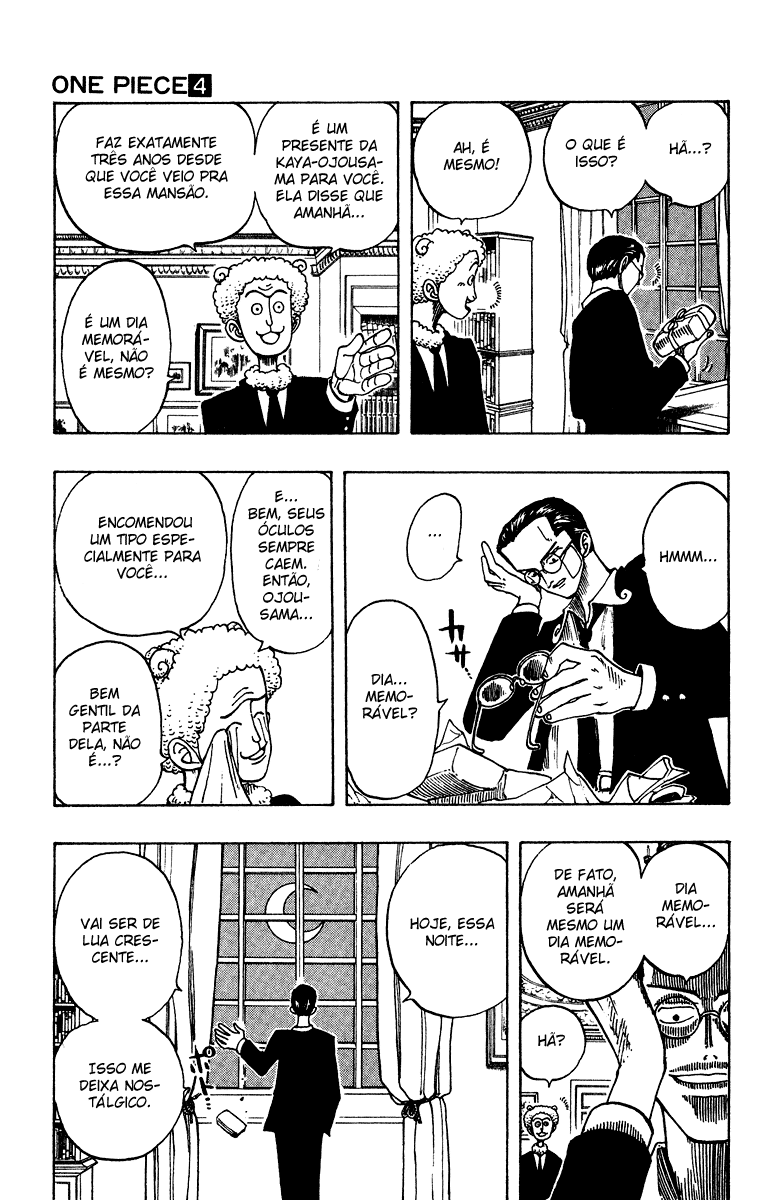 ONE PIECE 4
HÃ...?
O QUE É
ISSO?
AH, É
MESMO!
É UM
PRESENTE DA
KAYA-OJOUSA-
MA PARA VOCÊ.
ELA DISSE QUE
AMANHÃ...
FAZ EXATAMENTE
TRÊS ANOS DESDE
QUE VOCÊ VEIO PRA
ESSA MANSÃO.
É UM DIA
MEMORÁ-
VEL, NÃO
É MESMO?
HMMM...
...
DIA...
MEMO-
RÁVEL?
E...
BEM, SEUS
ÓCULOS
SEMPRE
CAEM.
ENTÃO,
OJOU-
SAMA...
ENCOMENDOU
UM TIPO ESPE-
CIALMENTE PARA
VOCÊ...
BEM
GENTIL DA
PARTE
DELA, NÃO
É...?
DIA
MEMO-
RÁVEL...
DE FATO,
AMANHÃ
SERÁ
MESMO UM
DIA MEMO-
RÁVEL.
HÃ?
HOJE, ESSA
NOITE...
VAI SER DE
LUA CRES-
CENTE...
ISSO ME
DEIXA NOS-
TÁLGICO.